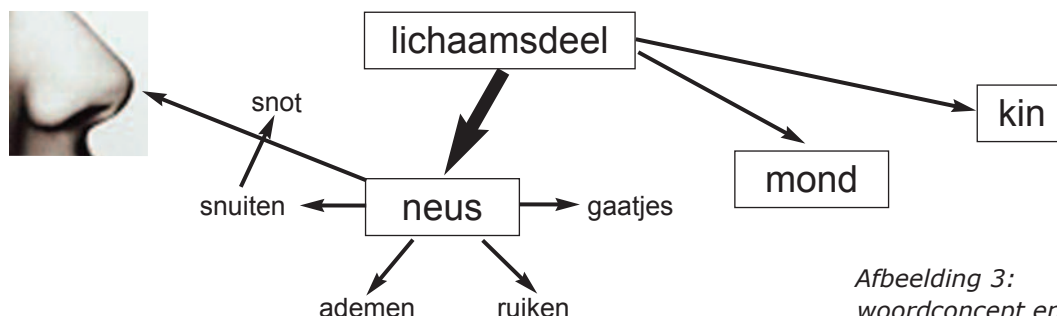 lichaamsdeel
snot
kin
mond
snuiten
neus
gaatjes
ademen
ruiken
Afbeelding 3:
woordconcept en